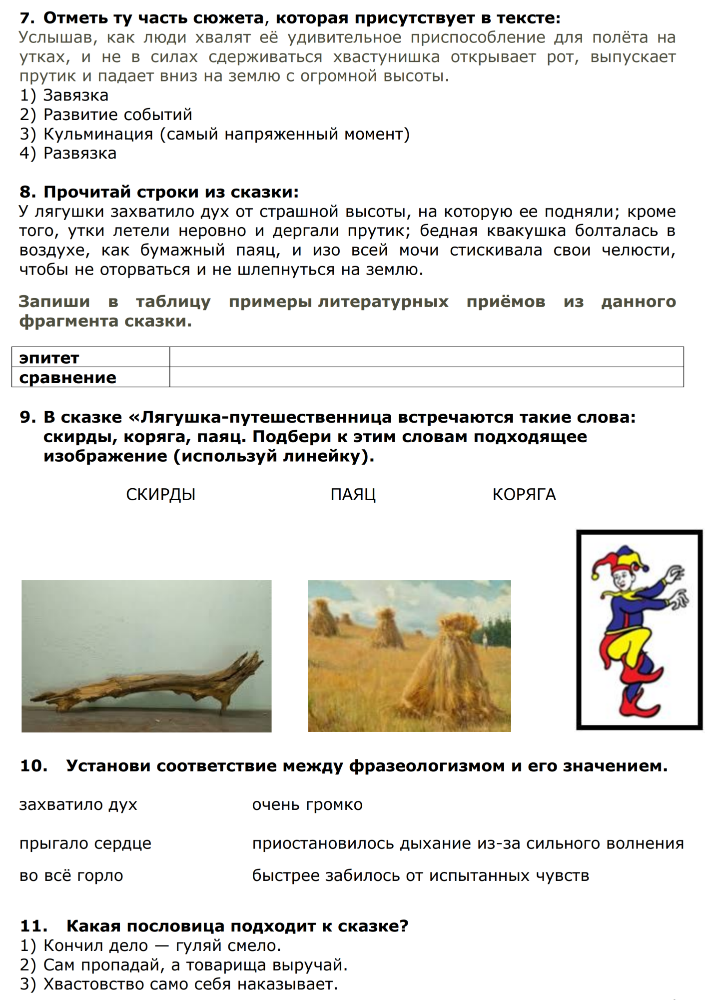 7. Отметь ту часть сюжета, которая присутствует в тексте:
Услышав, как люди хвалят её удивительное приспособление для полёта на
утках, и не в силах сдерживаться хвастунишка открывает рот, выпускает
прутик и падает вниз на землю с огромной высоты.
1) Завязка
2) Развитие событий
3) Кульминация (самый напряженный момент)
4) Развязка
8. Прочитай строки из сказки:
У лягушки захватило дух от страшной высоты, на которую ее подняли; кроме
того, утки летели неровно и дергали прутик; бедная квакушка болталась в
воздухе, как бумажный паяц, и изо всей мочи стискивала свои челюсти,
чтобы не оторваться и не шлепнуться на землю.
Запиши в таблицу примеры литературных приёмов из данного
фрагмента сказки.
эпитет
сравнение
9. В сказке «Лягушка-путешественница встречаются такие слова:
скирды, коряга, паяц. Подбери к этим словам подходящее
изображение (используй линейку).
СКИРДЫ ПАЯЦ КОРЯГА
10. Установи соответствие между фразеологизмом и его значением.
захватило дух очень громко
прыгало сердце приостановилось дыхание из-за сильного волнения
во всё горло быстрее забилось от испытанных чувств
11. Какая пословица подходит к сказке?
1) Кончил дело — гуляй смело.
2) Сам пропадай, а товарища выручай.
3) Хвастовство само себя наказывает.